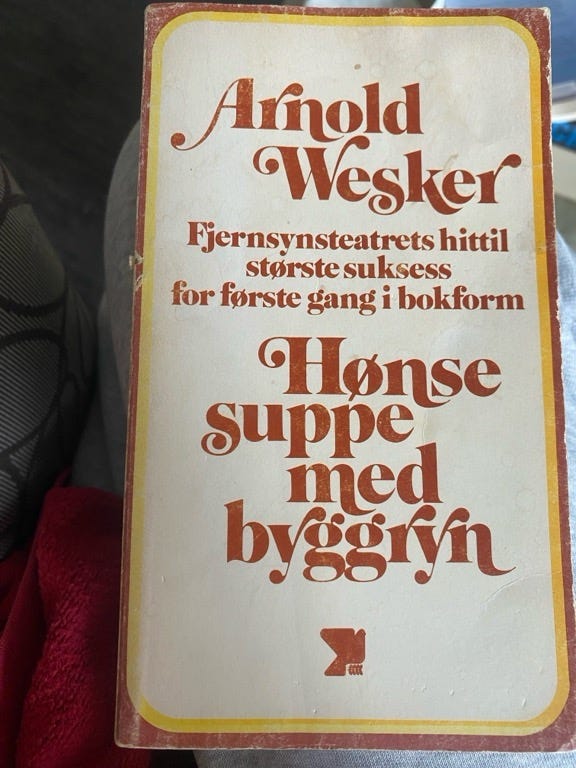 Arnold
Wesker
Fjernsynsteatrets hittil
største suksess
for første gang i bokform
Hønse
suppe
med
byggryn